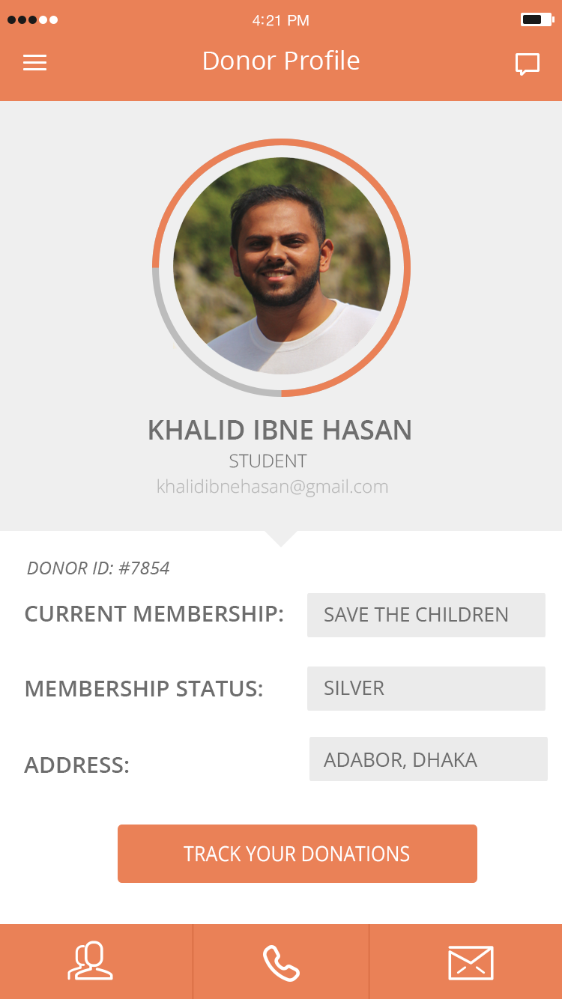 4:21 PM
Donor Profile
KHALID IBNE HASAN
STUDENT
khalidibnehasan@gmail.com
DONOR ID: #7854
CURRENT MEMBERSHIP: SAVE THE CHILDREN
MEMBERSHIP STATUS: SILVER
ADDRESS: ADABOR, DHAKA
TRACK YOUR DONATIONS